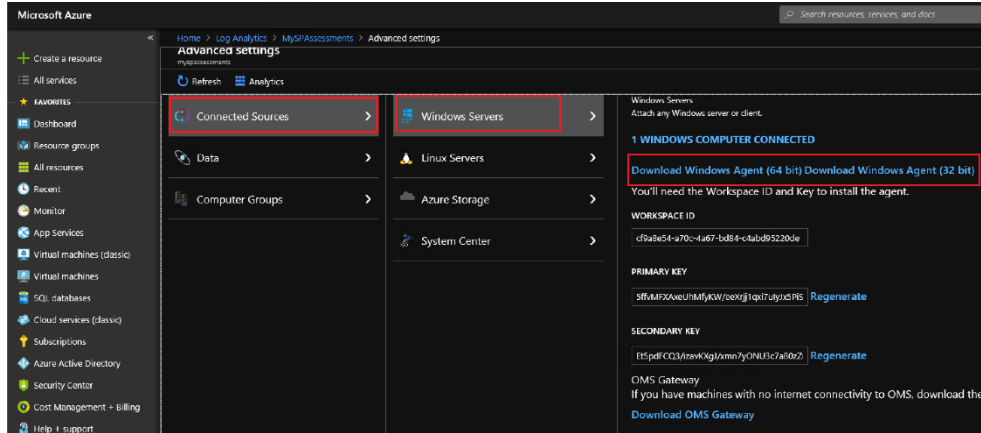 Microsoft Azure
Search resources, services, and docs
Home > Log Analytics > MySPAssessments > Advanced settings
Advanced settings
myspassessments
Refresh Analytics
Create a resource
All services
FAVORITES
Dashboard
Resource groups
All resources
Recent
Monitor
App Services
Virtual machines (classic)
Virtual machines
SQL databases
Cloud services (classic)
Subscriptions
Azure Active Directory
Security Center
Cost Management + Billing
Help + support
Connected Sources
Data
Computer Groups
Windows Servers
Linux Servers
Azure Storage
System Center
Windows Servers
Attach any Windows server or client.
1 WINDOWS COMPUTER CONNECTED
Download Windows Agent (64 bit) Download Windows Agent (32 bit)
You'll need the Workspace ID and Key to install the agent.
WORKSPACE ID
cf9a8e54-a70c-4a67-bd84-c4abd95220de
PRIMARY KEY
Regenerate
SECONDARY KEY
Regenerate
OMS Gateway
If you have machines with no internet connectivity to OMS, download the
Download OMS Gateway